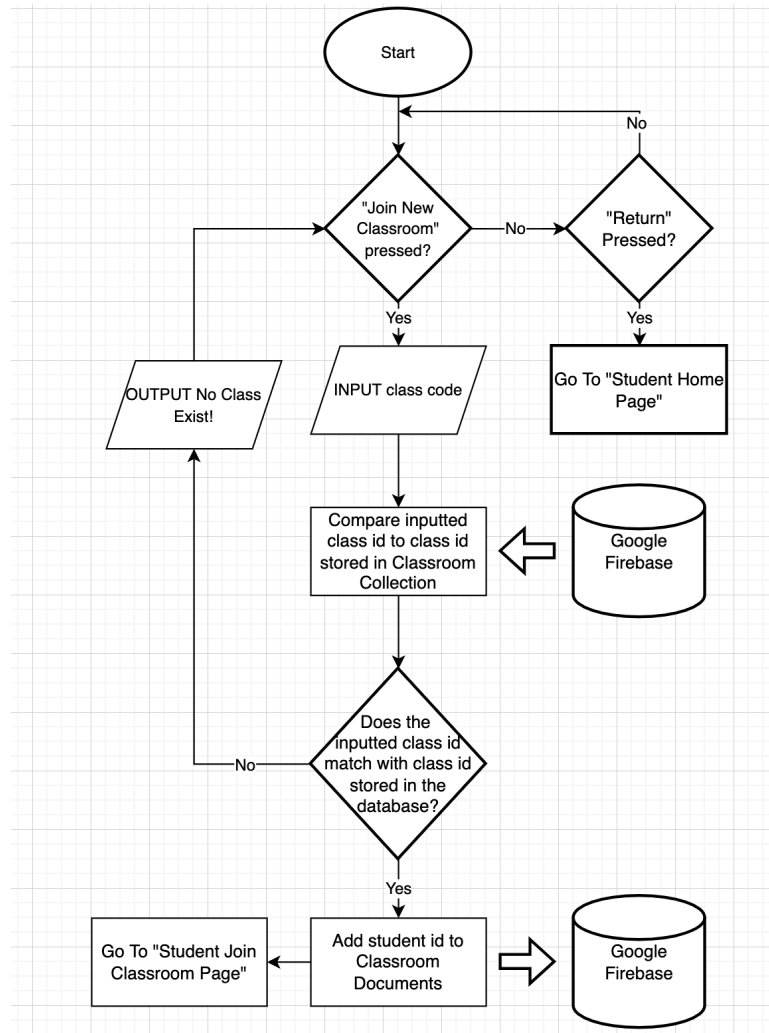 Start
No
"Join New
Classroom"
pressed?
No
"Return"
Pressed?
Yes
Yes
OUTPUT No Class
Exist!
INPUT class code
Go To "Student Home
Page"
Compare inputted
class id to class id
stored in Classroom
Collection
Google
Firebase
Does the
inputted class id
match with class id
stored in the
database?
No
Yes
Go To "Student Join
Classroom Page"
Add student id to
Classroom
Documents
Google
Firebase